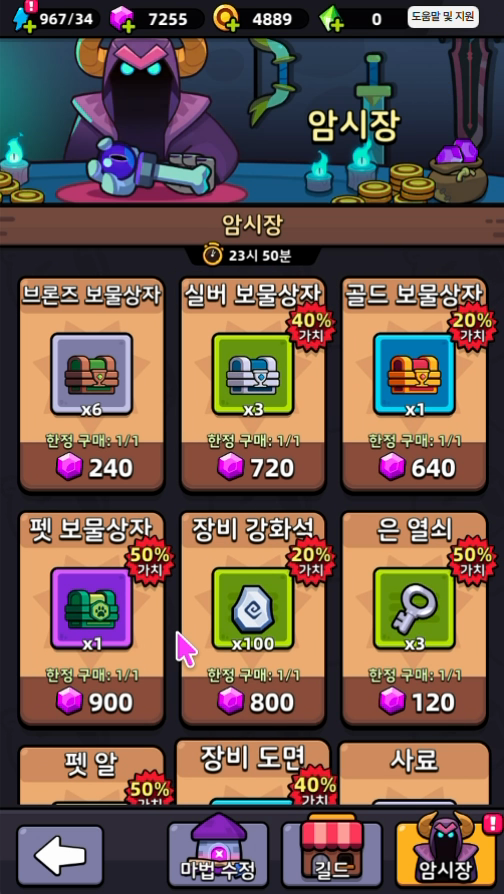 967/34
7255
4889
0
도움말 및 지원
암시장
암시장
23시 50분
브론즈 보물상자
실버 보물상자
골드 보물상자
40%
가치
20%
가치
x6
x3
x1
한정 구매: 1/1
한정 구매: 1/1
한정 구매: 1/1
240
720
640
펫 보물상자
장비 강화석
은 열쇠
50%
가치
20%
가치
50%
가치
x1
x100
x3
한정 구매: 1/1
한정 구매: 1/1
한정 구매: 1/1
900
800
120
펫 알
장비 도면
사료
50%
가치
40%
가치
마법 수정
길드
암시장